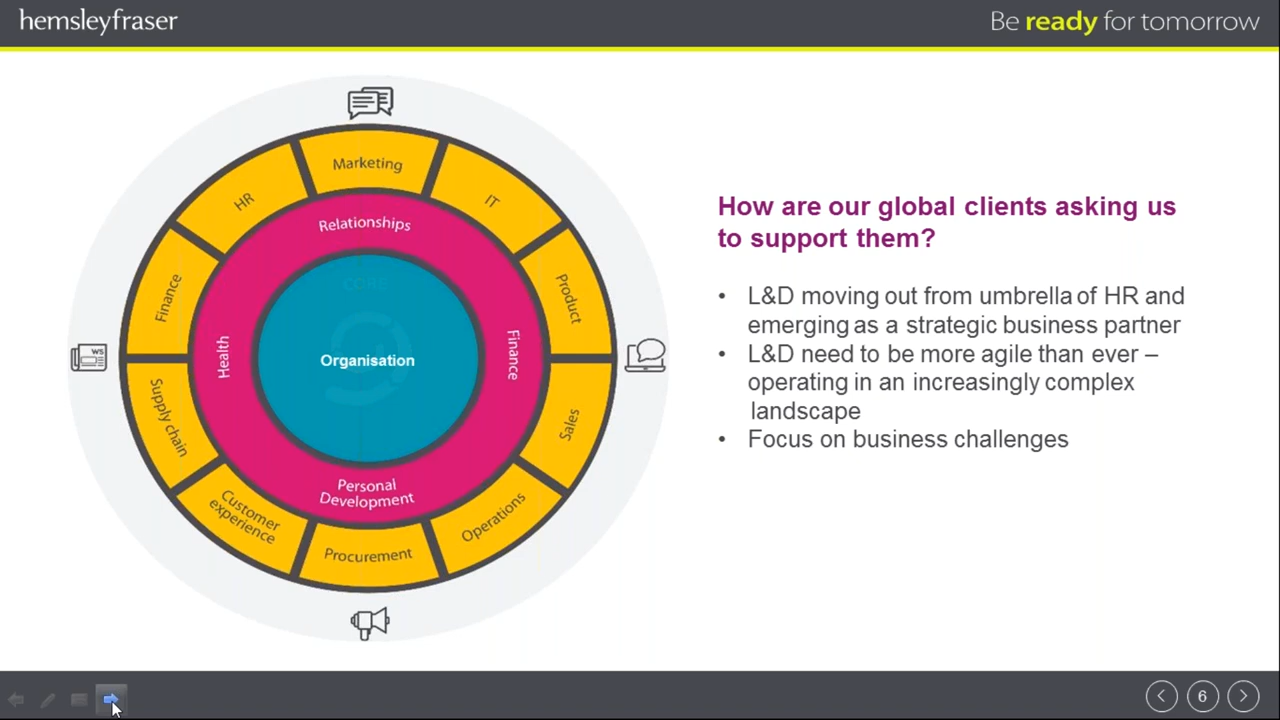 hemsleyfraser
Be ready for tomorrow
Marketing
HR
IT
Relationships
Finance
Product
CORE
Health
Organisation
Finance
WS
Supply chain
Sales
Personal
Development
Customer
experience
Operations
Procurement
How are our global clients asking us
to support them?
• L&D moving out from umbrella of HR and
emerging as a strategic business partner
• L&D need to be more agile than ever –
operating in an increasingly complex
landscape
• Focus on business challenges
6